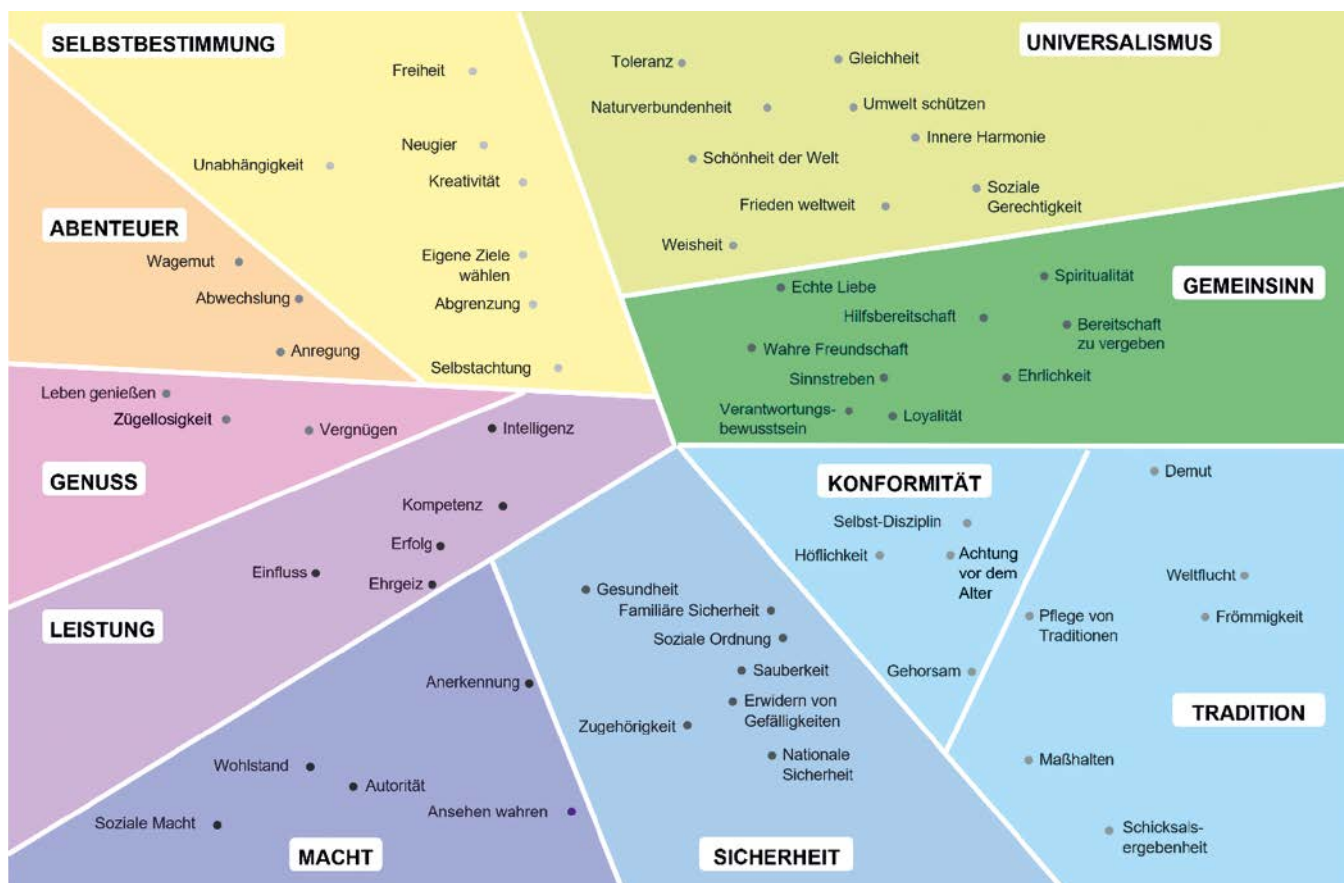 SELBSTBESTIMMUNG
Freiheit
Neugier
Unabhängigkeit
Kreativität
Eigene Ziele
wählen
Abgrenzung
Selbstachtung
UNIVERSALISMUS
Toleranz
Gleichheit
Naturverbundenheit
Umwelt schützen
Innere Harmonie
Schönheit der Welt
Soziale
Gerechtigkeit
Frieden weltweit
Weisheit
ABENTEUER
Wagemut
Abwechslung
Anregung
GEMEINSINN
Spiritualität
Echte Liebe
Hilfsbereitschaft
Bereitschaft
zu vergeben
Wahre Freundschaft
Sinnstreben
Ehrlichkeit
Verantwortungs-
bewusstsein
Loyalität
Leben genießen
Zügellosigkeit
Vergnügen
GENUSS
Intelligenz
Kompetenz
Erfolg
Einfluss
Ehrgeiz
LEISTUNG
KONFORMITÄT
Selbst-Disziplin
Höflichkeit
Achtung
vor dem
Alter
Gehorsam
Demut
Weltflucht
Pflege von
Traditionen
Frömmigkeit
TRADITION
Maßhalten
Schicksals-
ergebenheit
Gesundheit
Familiäre Sicherheit
Soziale Ordnung
Sauberkeit
Erwidern von
Gefälligkeiten
Zugehörigkeit
Nationale
Sicherheit
SICHERHEIT
Anerkennung
Wohlstand
Autorität
Ansehen wahren
Soziale Macht
MACHT